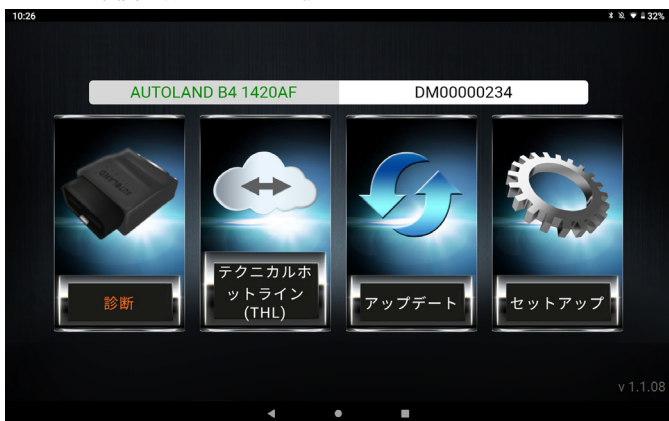 10:26
32%
AUTOLAND B4 1420AF
DM00000234
AUTOLAND
診断
テクニカルホ
ットライン
(THL)
アップデート
セットアップ
v 1.1.08